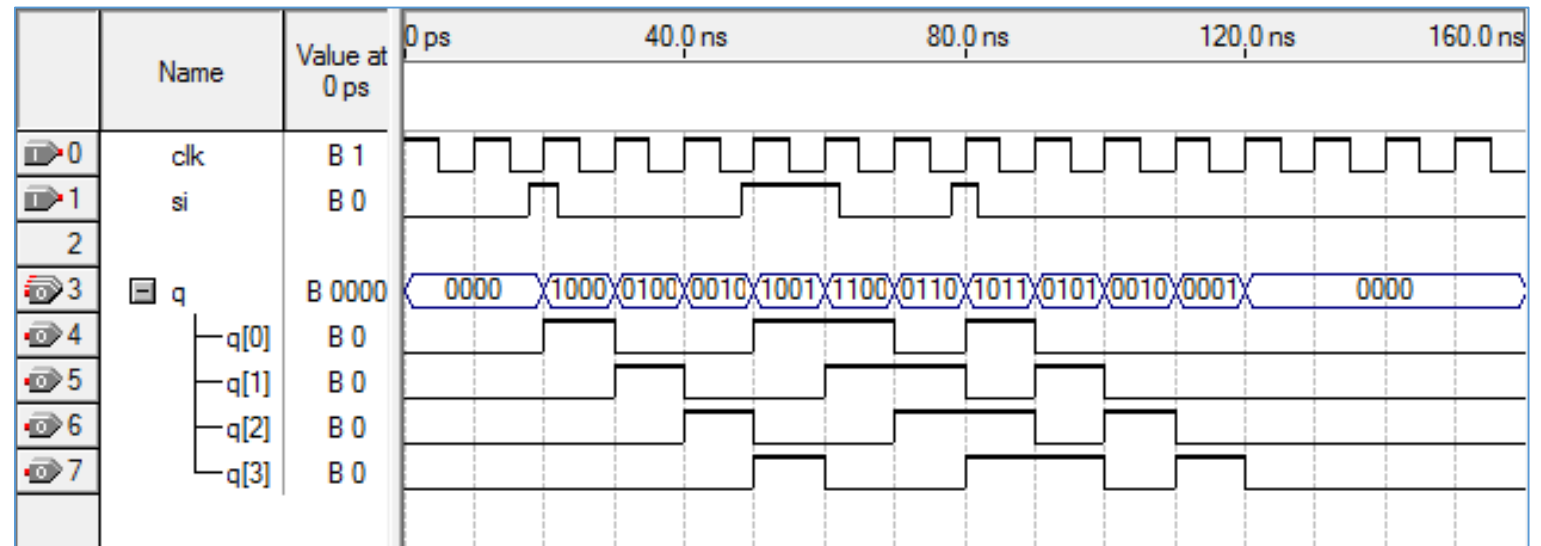 Name Value at 0 ps 0 ps 40.0 ns 80.0 ns 120.0 ns 160.0 ns
0 clk B 1
1 si B 0
2
3 q B 0000 0000 1000 0100 0010 1001 1100 0110 1011 0101 0010 0001 0000
4 q[0] B 0
5 q[1] B 0
6 q[2] B 0
7 q[3] B 0